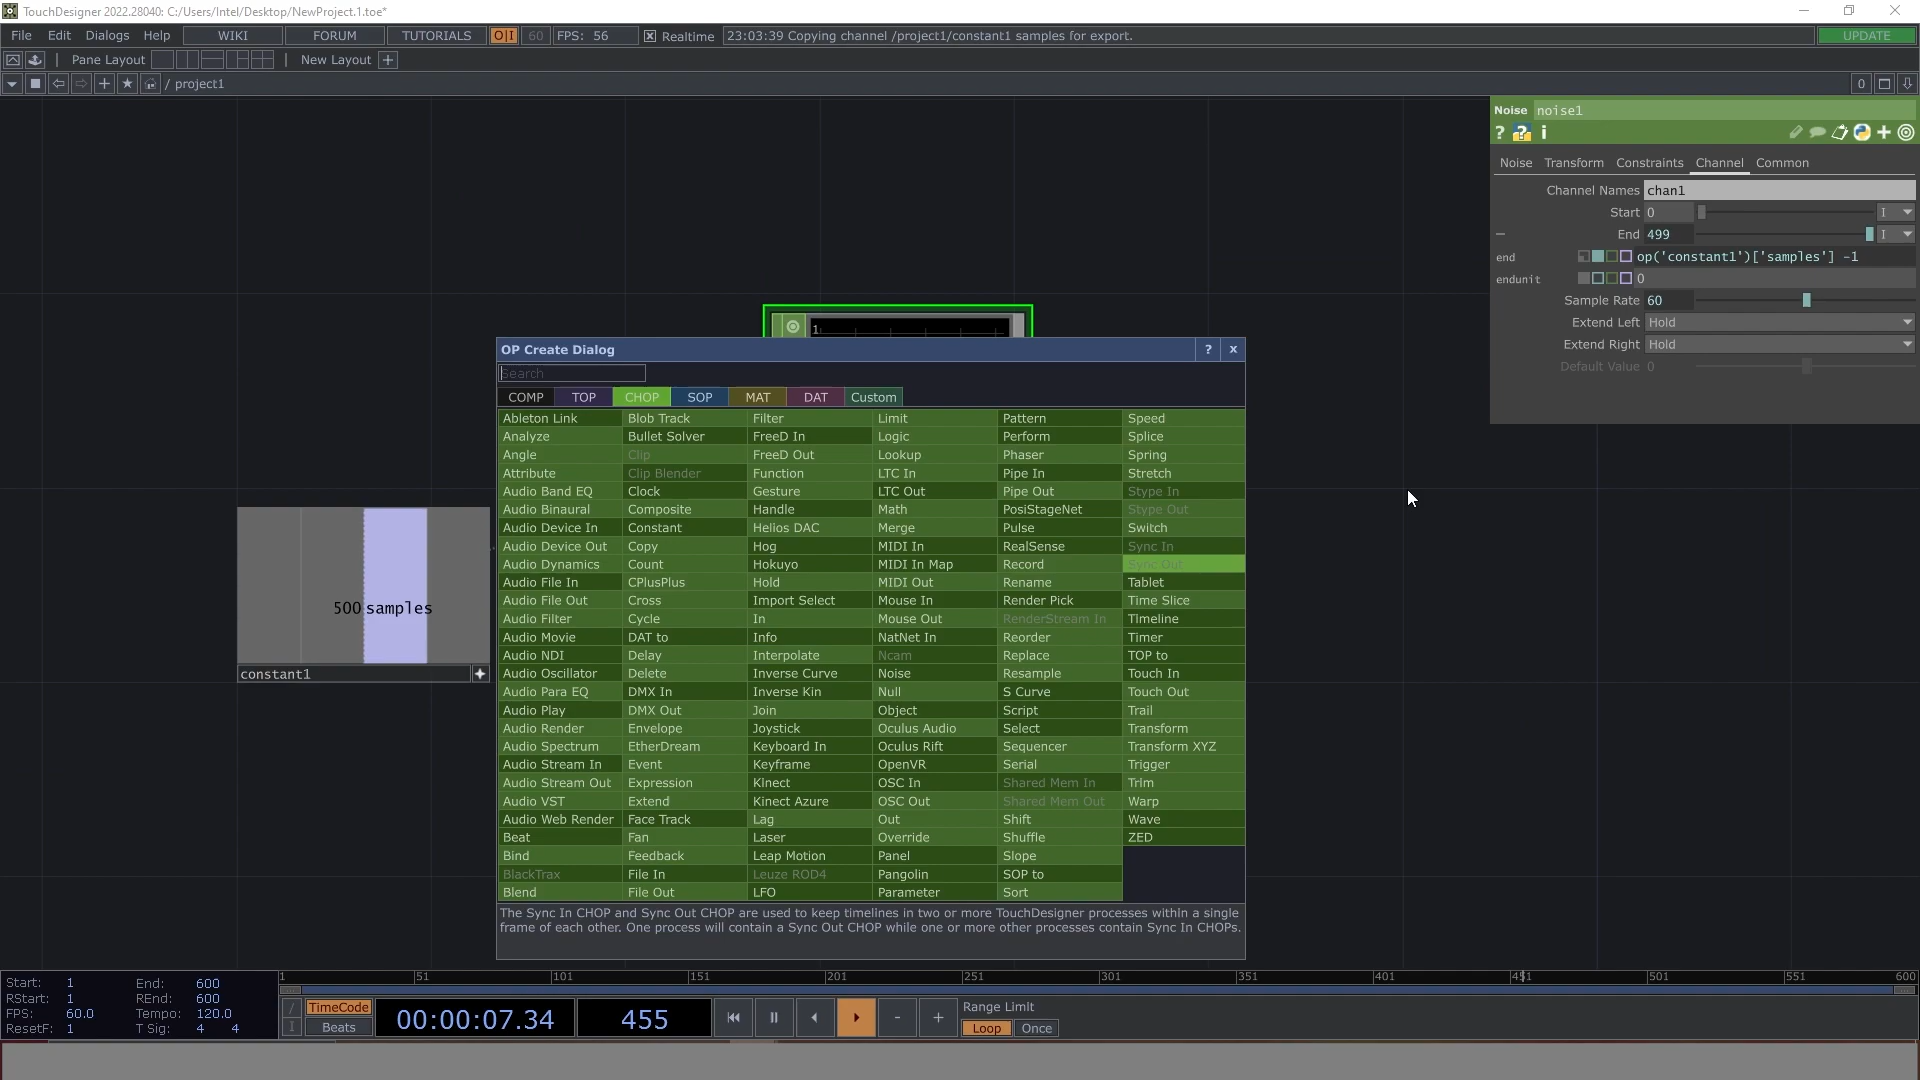 TouchDesigner 2022.28040: C:/Users/Intel/Desktop/NewProject.1.toe*
File Edit Dialogs Help WIKI FORUM TUTORIALS O|I 60 FPS: 56 Realtime 23:03:39 Copying channel /project1/constant1 samples for export. UPDATE
Pane Layout New Layout +
/ project1 0
Noise noise1
? ? i
Noise Transform Constraints Channel Common
Channel Names chan1
Start 0 I
End 499 I
end op('constant1')['samples'] -1
endunit 0
Sample Rate 60
Extend Left Hold
Extend Right Hold
Default Value 0
1
500 samples
constant1
OP Create Dialog ? x
Search
COMP TOP CHOP SOP MAT DAT Custom
Ableton Link Blob Track Filter Limit Pattern Speed
Analyze Bullet Solver FreeD In Logic Perform Splice
Angle Clip FreeD Out Lookup Phaser Spring
Attribute Clip Blender Function LTC In Pipe In Stretch
Audio Band EQ Clock Gesture LTC Out Pipe Out Stype In
Audio Binaural Composite Handle Math PosiStageNet Stype Out
Audio Device In Constant Helios DAC Merge Pulse Switch
Audio Device Out Copy Hog MIDI In RealSense Sync In
Audio Dynamics Count Hokuyo MIDI In Map Record Sync Out
Audio File In CPlusPlus Hold MIDI Out Rename Tablet
Audio File Out Cross Import Select Mouse In Render Pick Time Slice
Audio Filter Cycle In Mouse Out RenderStream In Timeline
Audio Movie DAT to Info NatNet In Reorder Timer
Audio NDI Delay Interpolate Ncam Replace TOP to
Audio Oscillator Delete Inverse Curve Noise Resample Touch In
Audio Para EQ DMX In Inverse Kin Null S Curve Touch Out
Audio Play DMX Out Join Object Script Trail
Audio Render Envelope Joystick Oculus Audio Select Transform
Audio Spectrum EtherDream Keyboard In Oculus Rift Sequencer Transform XYZ
Audio Stream In Event Keyframe OpenVR Serial Trigger
Audio Stream Out Expression Kinect OSC In Shared Mem In Trim
Audio VST Extend Kinect Azure OSC Out Shared Mem Out Warp
Audio Web Render Face Track Lag Out Shift Wave
Beat Fan Laser Override Shuffle ZED
Bind Feedback Leap Motion Panel Slope
BlackTrax File In Leuze ROD4 Pangolin SOP to
Blend File Out LFO Parameter Sort
The Sync In CHOP and Sync Out CHOP are used to keep timelines in two or more TouchDesigner processes within a single
frame of each other. One process will contain a Sync Out CHOP while one or more other processes contain Sync In CHOPs.
1 51 101 151 201 251 301 351 401 451 501 551 600
Start: 1 End: 600
RStart: 1 REnd: 600
FPS: 60.0 Tempo: 120.0
ResetF: 1 T Sig: 4 4
/ TimeCode
I Beats
00:00:07.34 455 - + Range Limit
Loop Once